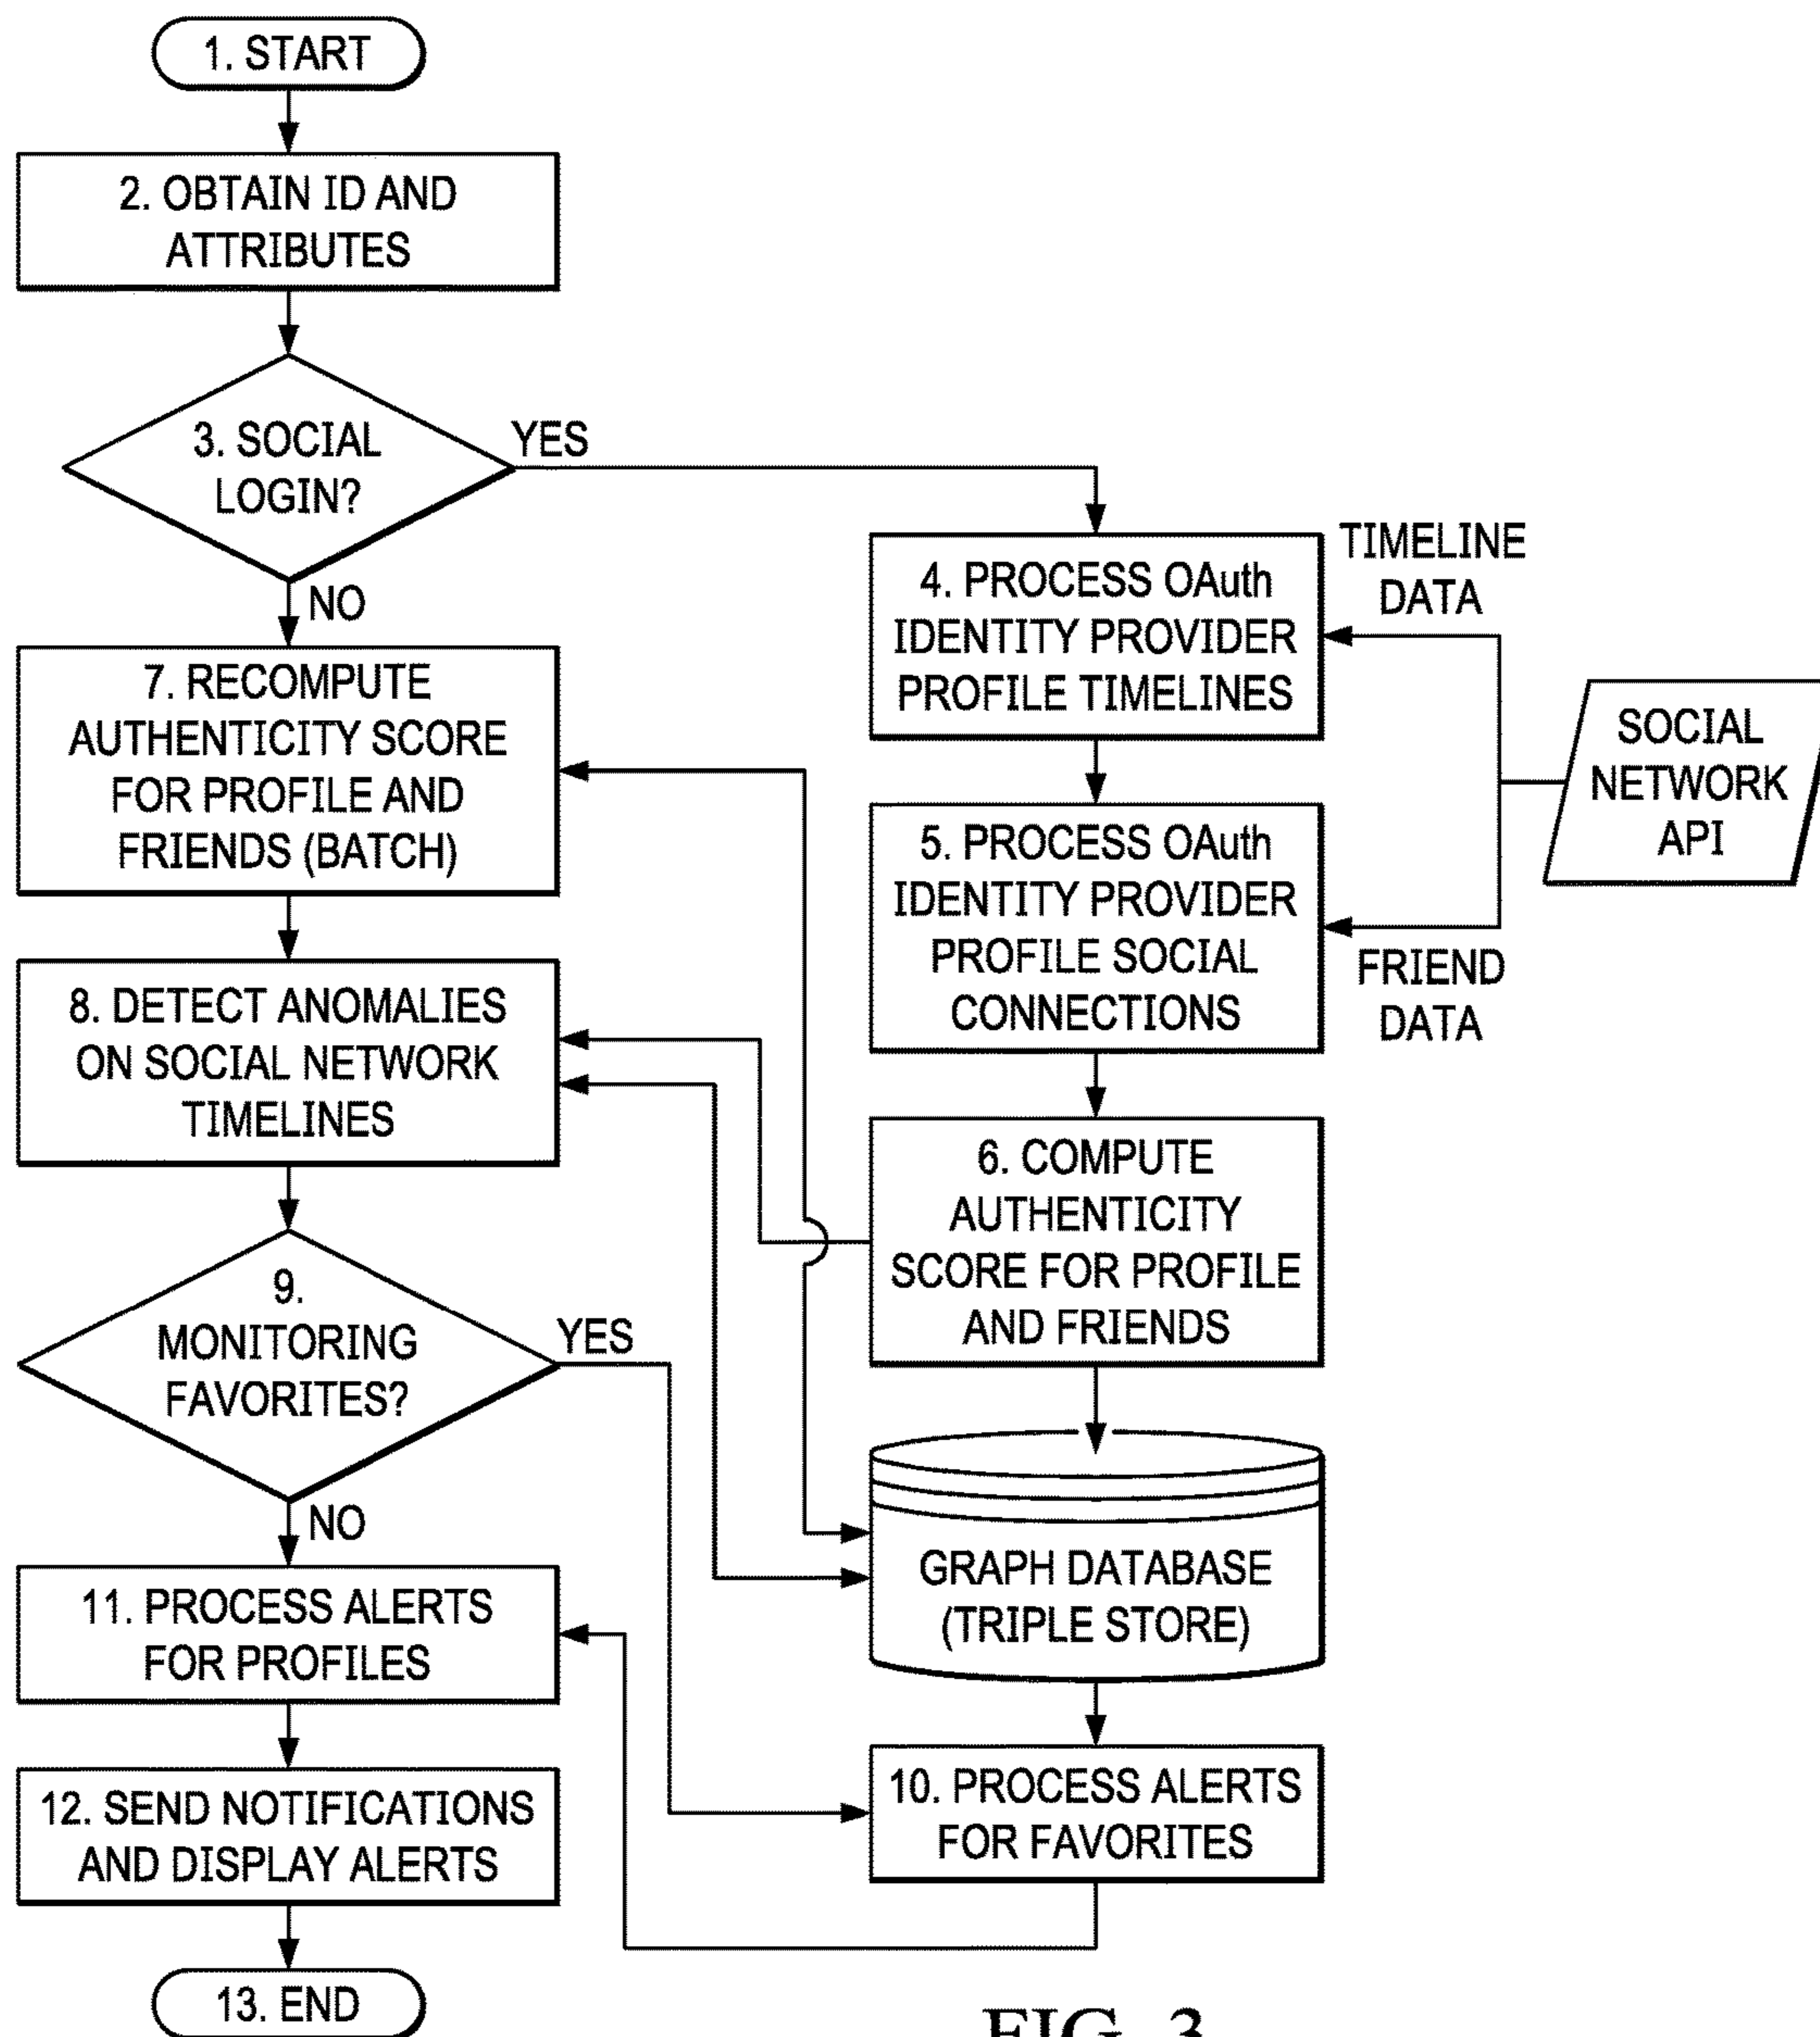 1. START
2. OBTAIN ID AND
ATTRIBUTES
3. SOCIAL
LOGIN?
YES
NO
4. PROCESS OAuth
IDENTITY PROVIDER
PROFILE TIMELINES
TIMELINE
DATA
SOCIAL
NETWORK
API
5. PROCESS OAuth
IDENTITY PROVIDER
PROFILE SOCIAL
CONNECTIONS
FRIEND
DATA
6. COMPUTE
AUTHENTICITY
SCORE FOR PROFILE
AND FRIENDS
7. RECOMPUTE
AUTHENTICITY SCORE
FOR PROFILE AND
FRIENDS (BATCH)
8. DETECT ANOMALIES
ON SOCIAL NETWORK
TIMELINES
9.
MONITORING
FAVORITES?
YES
NO
GRAPH DATABASE
(TRIPLE STORE)
10. PROCESS ALERTS
FOR FAVORITES
11. PROCESS ALERTS
FOR PROFILES
12. SEND NOTIFICATIONS
AND DISPLAY ALERTS
13. END
FIG. 3